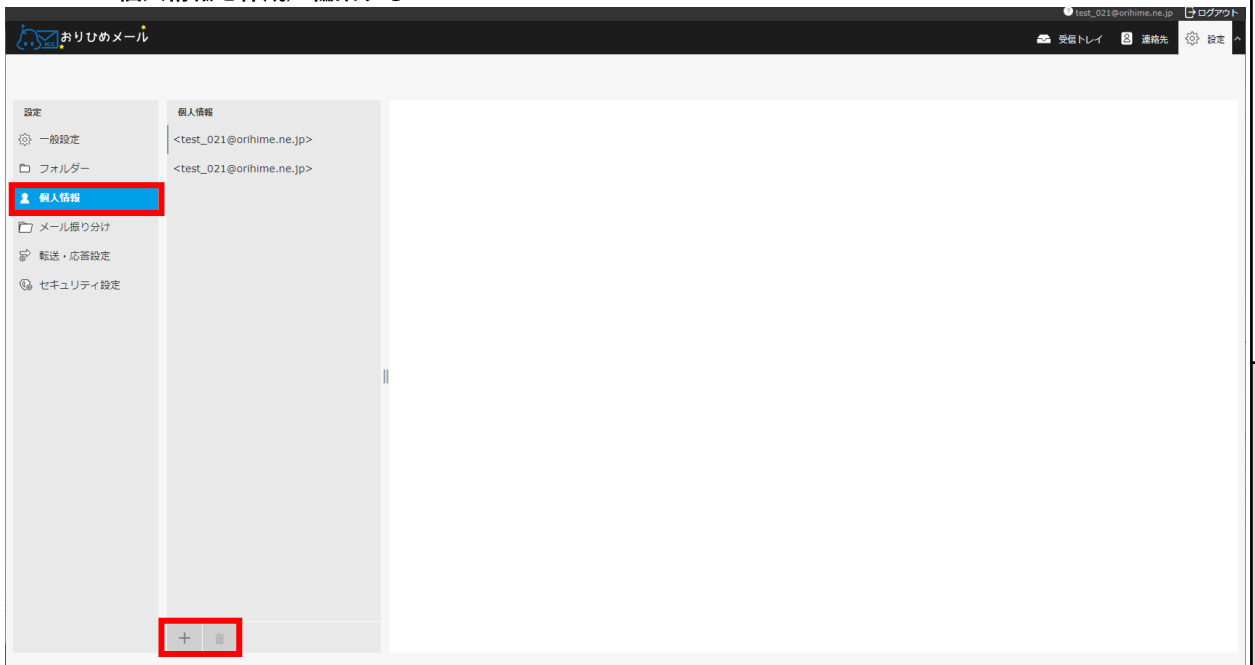 test_021@orihime.ne.jp ログアウト
おりひめメール
受信トレイ 連絡先 設定
設定
一般設定
フォルダー
個人情報
メール振り分け
転送・応答設定
セキュリティ設定
個人情報
<test_021@orihime.ne.jp>
<test_021@orihime.ne.jp>